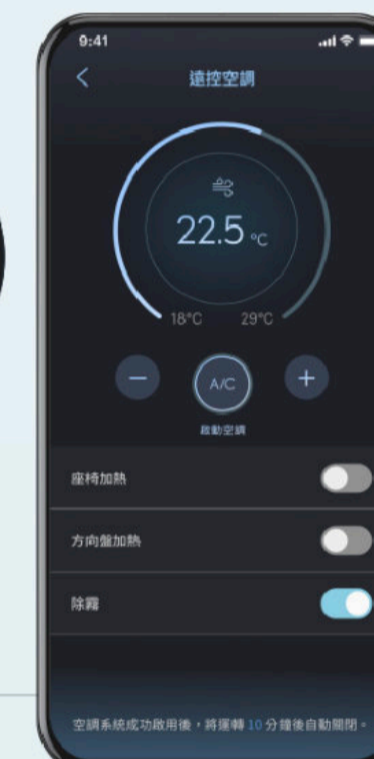 9:41
遠控空調
22.5 °C
18°C 29°C
A/C
啟動空調
座椅加熱
方向盤加熱
除霧
空調系統成功啟用後，將運轉 10 分鐘後自動關閉。